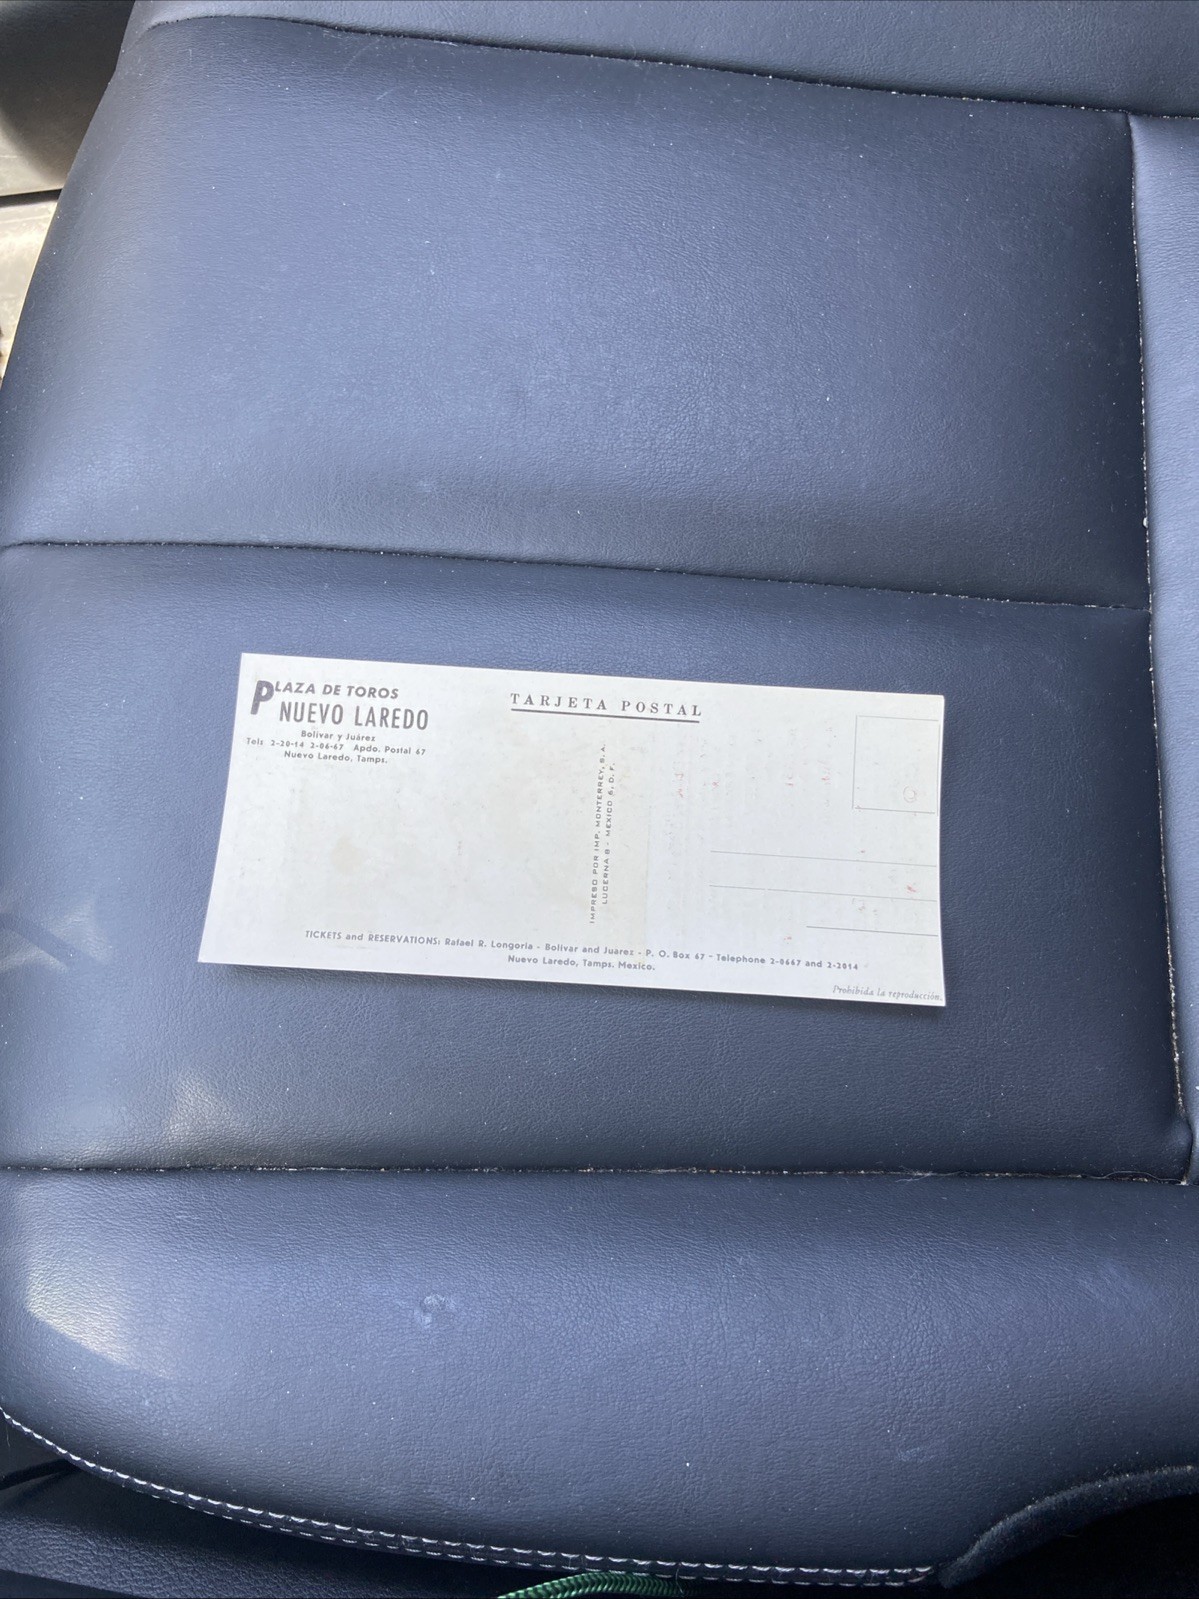 PLAZA DE TOROS
NUEVO LAREDO
Bolívar y Juárez
Tels 2-20-14 2-06-67 Apdo. Postal 67
Nuevo Laredo, Tamps.
TARJETA POSTAL
IMPRESO POR IMP. MONTERREY, S.A.
LUCERNA 8 - MEXICO 6, D.F.
TICKETS and RESERVATIONS: Rafael R. Longoria - Bolivar and Juarez - P. O. Box 67 - Telephone 2-0667 and 2-2014
Nuevo Laredo, Tamps. Mexico.
Prohibida la reproducción.